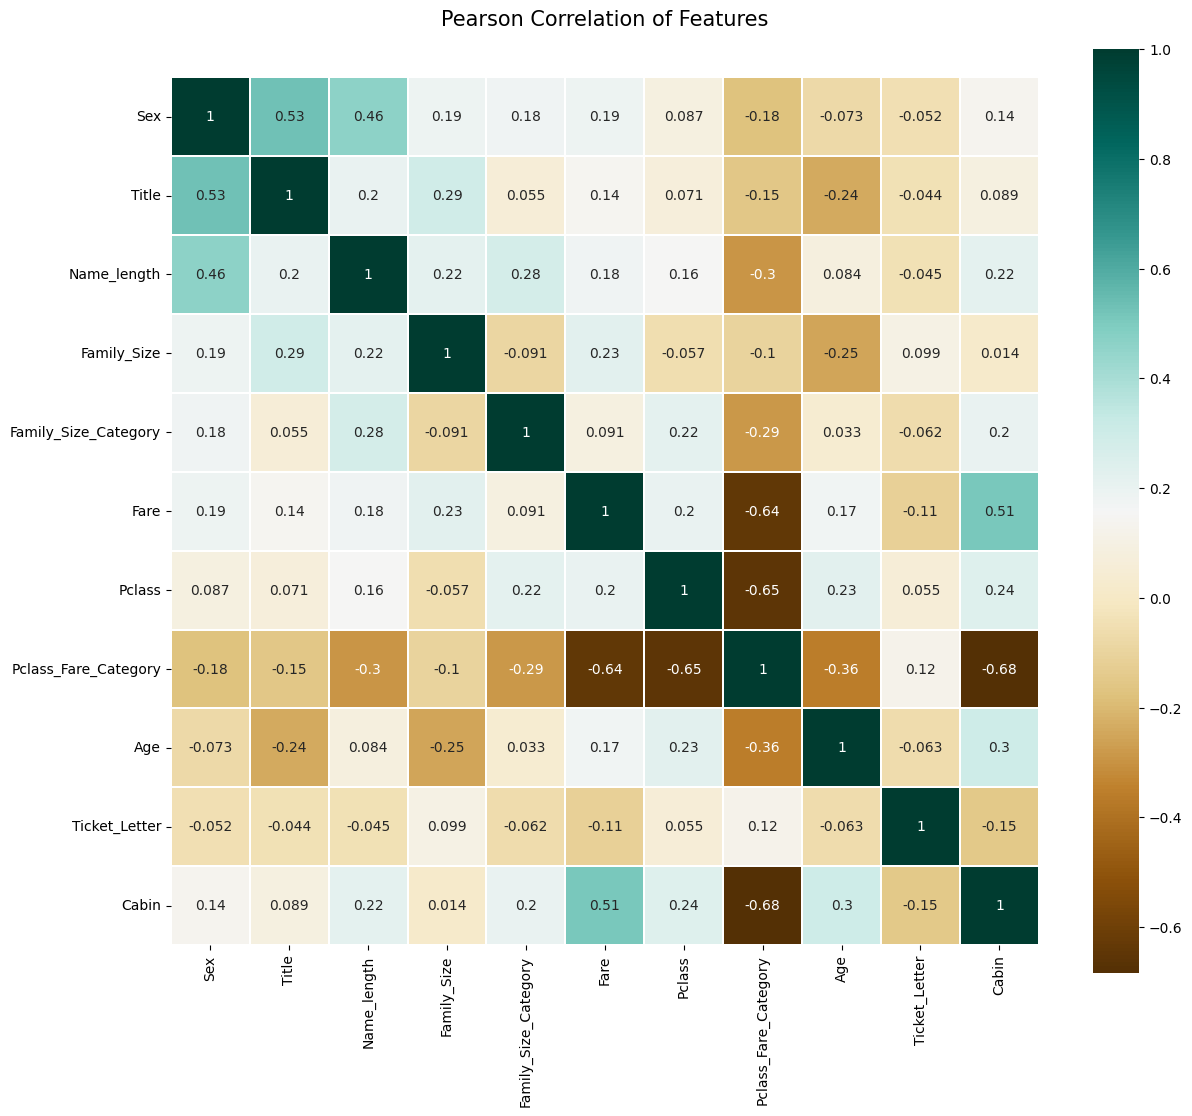 Pearson Correlation of Features
Sex 1 0.53 0.46 0.19 0.18 0.19 0.087 -0.18 -0.073 -0.052 0.14
Title 0.53 1 0.2 0.29 0.055 0.14 0.071 -0.15 -0.24 -0.044 0.089
Name_length 0.46 0.2 1 0.22 0.28 0.18 0.16 -0.3 0.084 -0.045 0.22
Family_Size 0.19 0.29 0.22 1 -0.091 0.23 -0.057 -0.1 -0.25 0.099 0.014
Family_Size_Category 0.18 0.055 0.28 -0.091 1 0.091 0.22 -0.29 0.033 -0.062 0.2
Fare 0.19 0.14 0.18 0.23 0.091 1 0.2 -0.64 0.17 -0.11 0.51
Pclass 0.087 0.071 0.16 -0.057 0.22 0.2 1 -0.65 0.23 0.055 0.24
Pclass_Fare_Category -0.18 -0.15 -0.3 -0.1 -0.29 -0.64 -0.65 1 -0.36 0.12 -0.68
Age -0.073 -0.24 0.084 -0.25 0.033 0.17 0.23 -0.36 1 -0.063 0.3
Ticket_Letter -0.052 -0.044 -0.045 0.099 -0.062 -0.11 0.055 0.12 -0.063 1 -0.15
Cabin 0.14 0.089 0.22 0.014 0.2 0.51 0.24 -0.68 0.3 -0.15 1
Sex
Title
Name_length
Family_Size
Family_Size_Category
Fare
Pclass
Pclass_Fare_Category
Age
Ticket_Letter
Cabin
1.0
0.8
0.6
0.4
0.2
0.0
−0.2
−0.4
−0.6